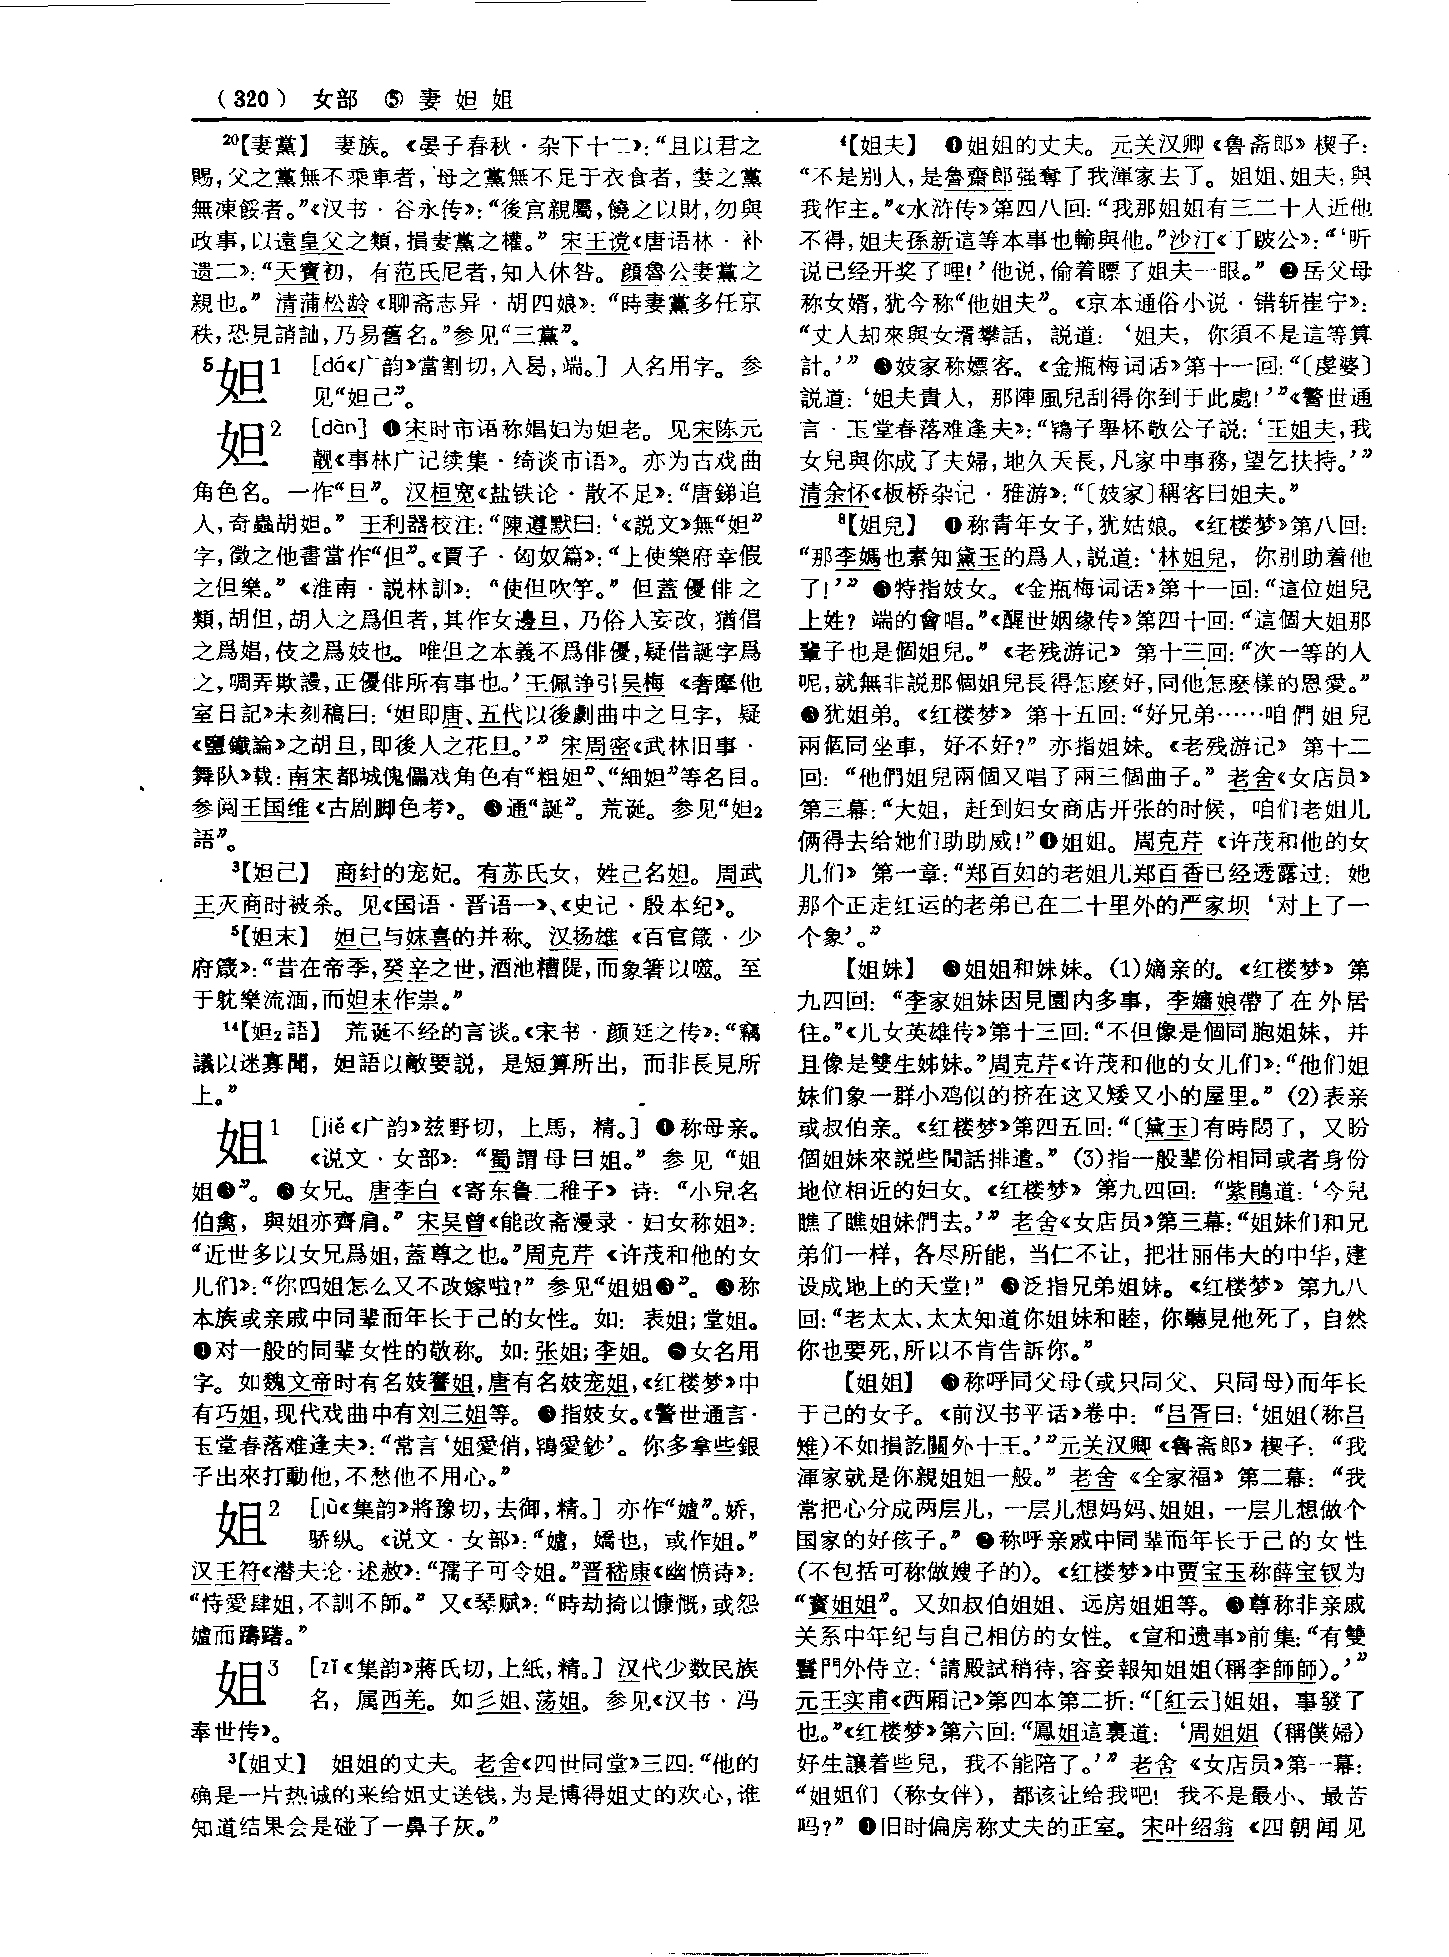 （320） 女部 ⑤ 妻 妲 姐
20【妻黨】 妻族。《晏子春秋·杂下十二》：“且以君之
賜，父之黨無不乘車者，母之黨無不足于衣食者，妻之黨
無凍餒者。”《汉书·谷永传》：“後宫親屬，饒之以財，勿與
政事，以遠皇父之類，損妻黨之權。” 宋王谠《唐语林·补
遗二》：“天寶初，有范氏尼者，知人休咎。顔魯公妻黨之
親也。” 清蒲松龄《聊斋志异·胡四娘》：“時妻黨多任京
秩，恐見誚訕，乃易舊名。”参见“三黨”。
5妲1 ［dá《广韵》當割切，入曷，端。］ 人名用字。参
见“妲己”。
妲2 ［dàn］ ❶宋时市语称娼妇为妲老。见宋陈元
靓《事林广记续集·绮谈市语》。亦为古戏曲
角色名。一作“旦”。汉桓宽《盐铁论·散不足》：“唐銻追
人，奇蟲胡妲。” 王利器校注：“陳遵默曰：‘《説文》無“妲”
字，徵之他書當作“但”。《賈子·匈奴篇》：“上使樂府幸假
之但樂。”《淮南·説林訓》：“使但吹竽。”但蓋優俳之
類，胡但，胡人之爲但者，其作女邊旦，乃俗人妄改，猶倡
之爲娼，伎之爲妓也。唯但之本義不爲俳優，疑借誕字爲
之，啁弄欺謾，正優俳所有事也。’王佩諍引吴梅《奢摩他
室日記》未刻稿曰：‘妲即唐、五代以後劇曲中之旦字，疑
《鹽鐵論》之胡旦，即後人之花旦。’” 宋周密《武林旧事·
舞队》载：南宋都城傀儡戏角色有“粗妲”、“細妲”等名目。
参阅王国维《古剧脚色考》。❷通“誕”。荒诞。参见“妲2
語”。
3【妲己】 商纣的宠妃。有苏氏女，姓己名妲。周武
王灭商时被杀。见《国语·晋语一》、《史记·殷本纪》。
5【妲末】 妲己与妹喜的并称。汉扬雄《百官箴·少
府箴》：“昔在帝季，癸辛之世，酒池糟隄，而象箸以噬。至
于躭樂流湎，而妲末作祟。”
14【妲2語】 荒诞不经的言谈。《宋书·颜延之传》：“竊
議以迷寡聞，妲語以敵要説，是短算所出，而非長見所
上。”
姐1 ［jiě《广韵》兹野切，上馬，精。］ ❶称母亲。
《说文·女部》：“蜀謂母曰姐。” 参见“姐
姐❺”。❷女兄。唐李白《寄东鲁二稚子》诗：“小兒名
伯禽，與姐亦齊肩。” 宋吴曾《能改斋漫录·妇女称姐》：
“近世多以女兄爲姐，蓋尊之也。”周克芹《许茂和他的女
儿们》：“你四姐怎么又不改嫁啦？” 参见“姐姐❶”。❸称
本族或亲戚中同辈而年长于己的女性。如：表姐；堂姐。
❹对一般的同辈女性的敬称。如：张姐；李姐。❺女名用
字。如魏文帝时有名妓謇姐，唐有名妓宠姐，《红楼梦》中
有巧姐，现代戏曲中有刘三姐等。❻指妓女。《警世通言·
玉堂春落难逢夫》：“常言‘姐愛俏，鴇愛鈔’。你多拿些銀
子出來打動他，不愁他不用心。”
姐2 ［jù《集韵》將豫切，去御，精。］ 亦作“嫭”。娇，
骄纵。《说文·女部》：“嫭，嬌也，或作姐。”
汉王符《潜夫论·述赦》：“孺子可令姐。”晋嵇康《幽愤诗》：
“恃愛肆姐，不訓不師。” 又《琴赋》：“時劫掎以慷慨，或怨
嫭而躊躇。”
姐3 ［zǐ《集韵》蔣氏切，上紙，精。］ 汉代少数民族
名，属西羌。如彡姐、荡姐。参见《汉书·冯
奉世传》。
3【姐丈】 姐姐的丈夫。老舍《四世同堂》三四：“他的
确是一片热诚的来给姐丈送钱，为是博得姐丈的欢心，谁
知道结果会是碰了一鼻子灰。”
4【姐夫】 ❶姐姐的丈夫。元关汉卿《鲁斋郎》楔子：
“不是别人，是魯齋郎强奪了我渾家去了。姐姐、姐夫，與
我作主。”《水浒传》第四八回：“我那姐姐有三二十人近他
不得，姐夫孫新這等本事也輸與他。”沙汀《丁跛公》：“‘听
说已经开奖了哩！’他说，偷着瞟了姐夫一眼。” ❷岳父母
称女婿，犹今称“他姐夫”。《京本通俗小说·错斩崔宁》：
“丈人却來與女壻攀話，説道：‘姐夫，你須不是這等算
計。’” ❸妓家称嫖客。《金瓶梅词话》第十一回：“〔虔婆〕
説道：‘姐夫貴人，那陣風兒刮得你到于此處！’”《警世通
言·玉堂春落难逢夫》：“鴇子舉杯敬公子説：‘王姐夫，我
女兒與你成了夫婦，地久天長，凡家中事務，望乞扶持。’”
清余怀《板桥杂记·雅游》：“〔妓家〕稱客曰姐夫。”
8【姐兒】 ❶称青年女子，犹姑娘。《红楼梦》第八回：
“那李嬤也素知黛玉的爲人，説道：‘林姐兒，你别助着他
了！’” ❷特指妓女。《金瓶梅词话》第十一回：“這位姐兒
上姓？端的會唱。”《醒世姻缘传》第四十回：“這個大姐那
輩子也是個姐兒。”《老残游记》第十三回：“次一等的人
呢，就無非説那個姐兒長得怎麽好，同他怎麽樣的恩愛。”
❸犹姐弟。《红楼梦》第十五回：“好兄弟……咱們姐兒
兩個同坐車，好不好？”亦指姐妹。《老残游记》第十二
回：“他們姐兒兩個又唱了兩三個曲子。” 老舍《女店员》
第三幕：“大姐，赶到妇女商店开张的时候，咱们老姐儿
俩得去给她们助助威！”❹姐姐。周克芹《许茂和他的女
儿们》第一章：“郑百如的老姐儿郑百香已经透露过：她
那个正走红运的老弟已在二十里外的严家坝‘对上了一
个象’。”
【姐妹】 ❶姐姐和妹妹。（1）嫡亲的。《红楼梦》第
九四回：“李家姐妹因見園内多事，李嬸娘帶了在外居
住。”《儿女英雄传》第十三回：“不但像是個同胞姐妹，并
且像是雙生姊妹。”周克芹《许茂和他的女儿们》：“他们姐
妹们象一群小鸡似的挤在这又矮又小的屋里。”（2）表亲
或叔伯亲。《红楼梦》第四五回：“〔黛玉〕有時悶了，又盼
個姐妹來説些閒話排遣。”（3）指一般辈份相同或者身份
地位相近的妇女。《红楼梦》第九四回：“紫鵑道：‘今兒
瞧了瞧姐妹們去。’” 老舍《女店员》第三幕：“姐妹们和兄
弟们一样，各尽所能，当仁不让，把壮丽伟大的中华，建
设成地上的天堂！” ❷泛指兄弟姐妹。《红楼梦》第九八
回：“老太太、太太知道你姐妹和睦，你聽見他死了，自然
你也要死，所以不肯告訴你。”
【姐姐】 ❶称呼同父母（或只同父、只同母）而年长
于己的女子。《前汉书平话》卷中：“吕胥曰：‘姐姐（称吕
雉）不如損訖關外十王。’”元关汉卿《鲁斋郎》楔子：“我
渾家就是你親姐姐一般。” 老舍《全家福》第二幕：“我
常把心分成两层儿，一层儿想妈妈、姐姐，一层儿想做个
国家的好孩子。” ❷称呼亲戚中同辈而年长于己的女性
（不包括可称做嫂子的）。《红楼梦》中贾宝玉称薛宝钗为
“寶姐姐”。又如叔伯姐姐、远房姐姐等。❸尊称非亲戚
关系中年纪与自己相仿的女性。《宣和遗事》前集：“有雙
鬟門外侍立：‘請殿試稍待，容妾報知姐姐（稱李師師）。’”
元王实甫《西厢记》第四本第二折：“［紅云］姐姐，事發了
也。”《红楼梦》第六回：“鳳姐這裏道：‘周姐姐（稱僕婦）
好生讓着些兒，我不能陪了。’” 老舍《女店员》第一幕：
“姐姐们（称女伴），都该让给我吧！我不是最小、最苦
吗？” ❹旧时偏房称丈夫的正室。宋叶绍翁《四朝闻见